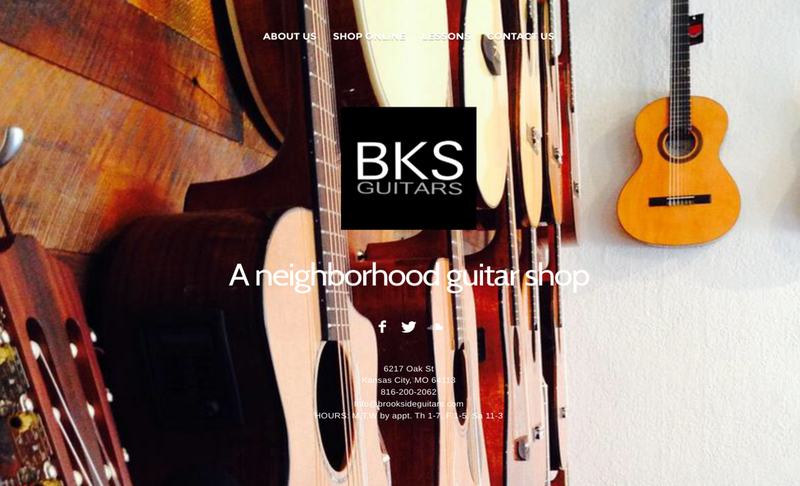 ABOUT US SHOP ONLINE LESSONS CONTACT US
BKS
GUITARS
A neighborhood guitar shop
6217 Oak St
Kansas City, MO 64113
816-200-2062
info@brooksideguitars.com
HOURS: M,T,W by appt. Th 1-7, F 1-5, Sa 11-3